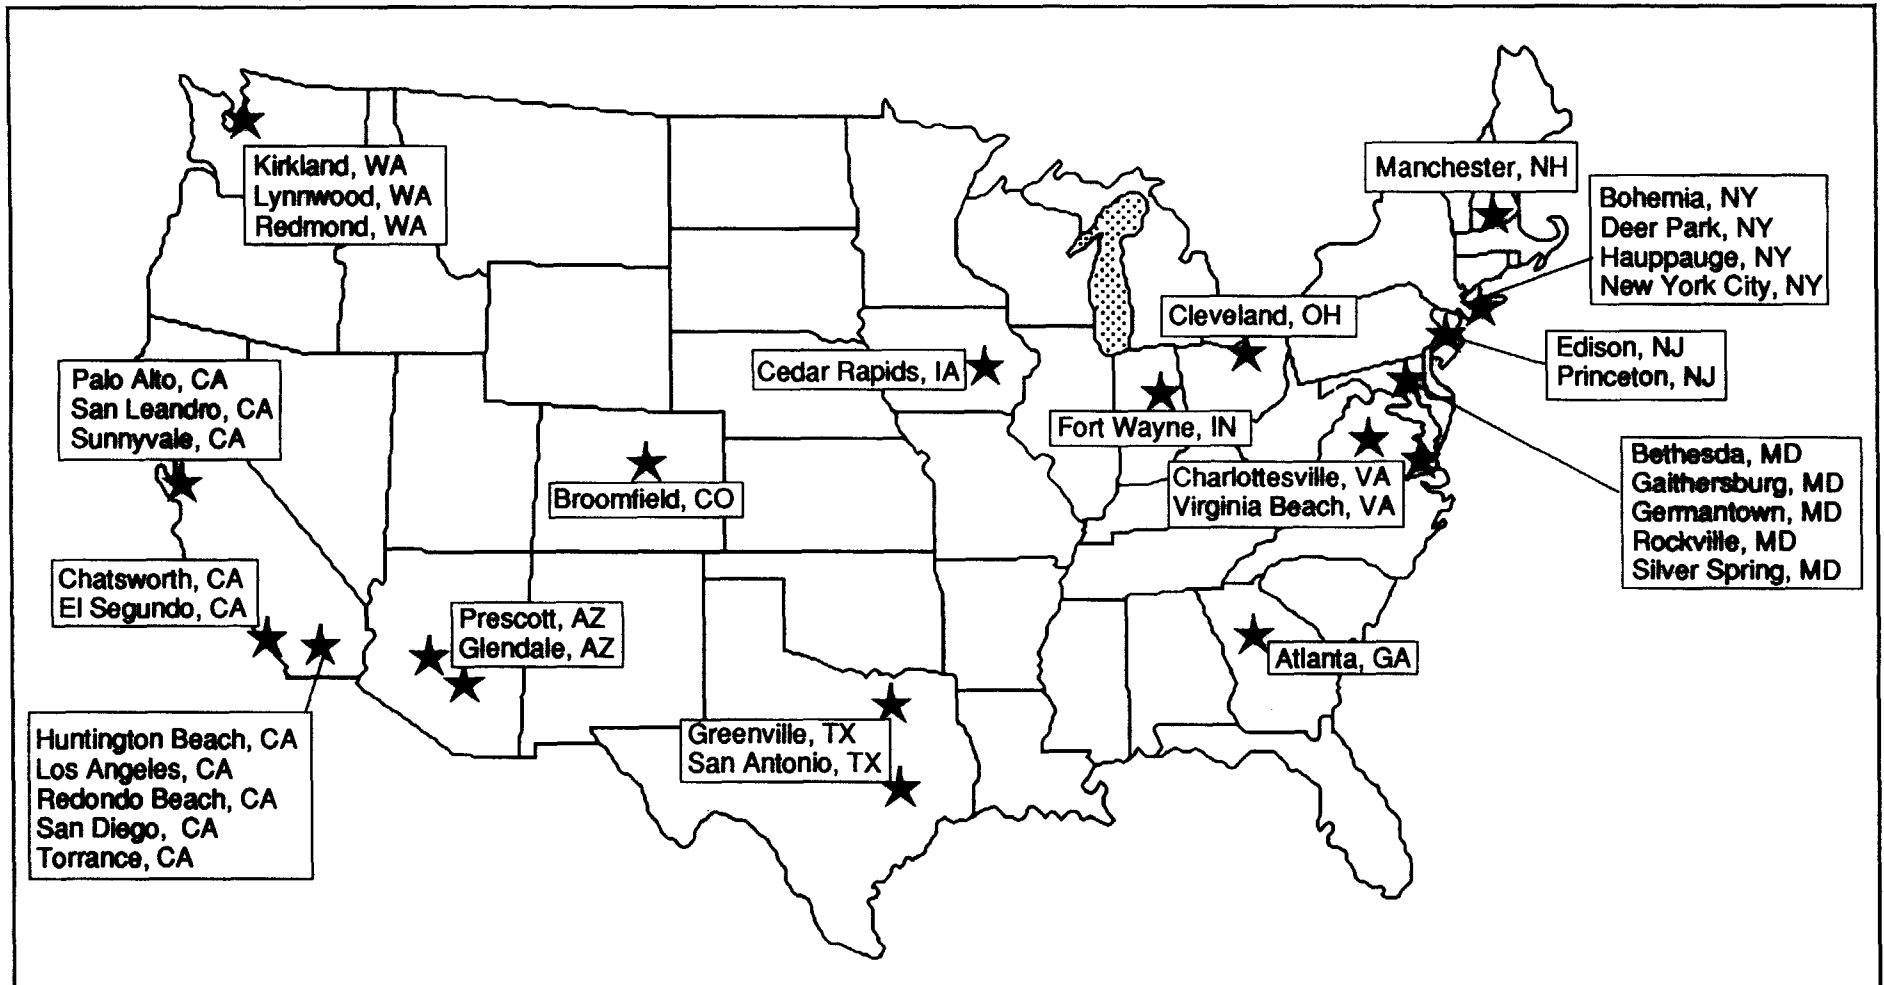 Kirkland, WA
Lynnwood, WA
Redmond, WA
Manchester, NH
Bohemia, NY
Deer Park, NY
Hauppauge, NY
New York City, NY
Cleveland, OH
Edison, NJ
Princeton, NJ
Cedar Rapids, IA
Palo Alto, CA
San Leandro, CA
Sunnyvale, CA
Fort Wayne, IN
Broomfield, CO
Charlottesville, VA
Virginia Beach, VA
Bethesda, MD
Gaithersburg, MD
Germantown, MD
Rockville, MD
Silver Spring, MD
Chatsworth, CA
El Segundo, CA
Prescott, AZ
Glendale, AZ
Atlanta, GA
Greenville, TX
San Antonio, TX
Huntington Beach, CA
Los Angeles, CA
Redondo Beach, CA
San Diego, CA
Torrance, CA